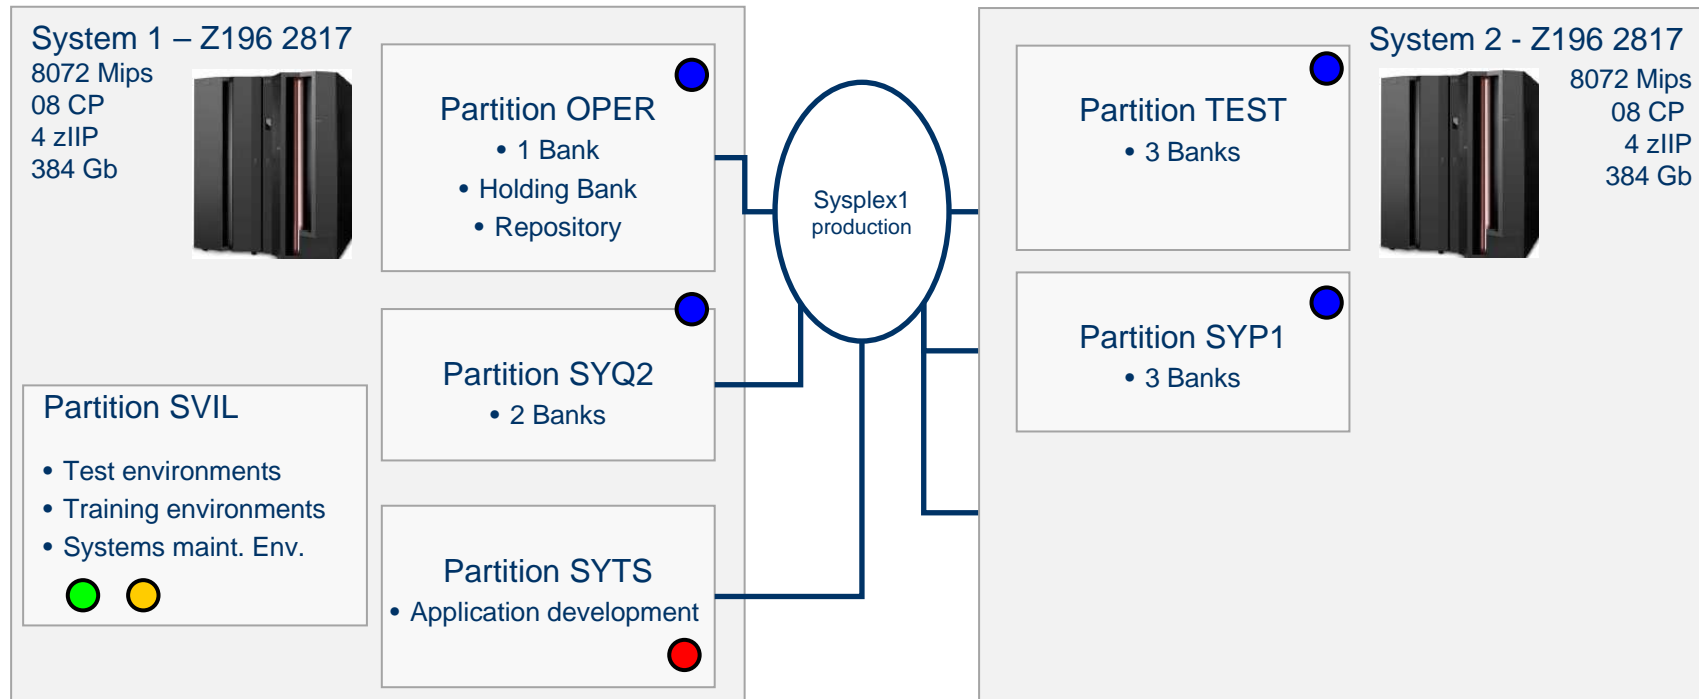 System 1 – Z196 2817
8072 Mips
08 CP
4 zIIP
384 Gb
Partition OPER
• 1 Bank
• Holding Bank
• Repository
Partition SYQ2
• 2 Banks
Partition SVIL
• Test environments
• Training environments
• Systems maint. Env.
Partition SYTS
• Application development
Sysplex1
production
Partition TEST
• 3 Banks
Partition SYP1
• 3 Banks
System 2 - Z196 2817
8072 Mips
08 CP
4 zIIP
384 Gb